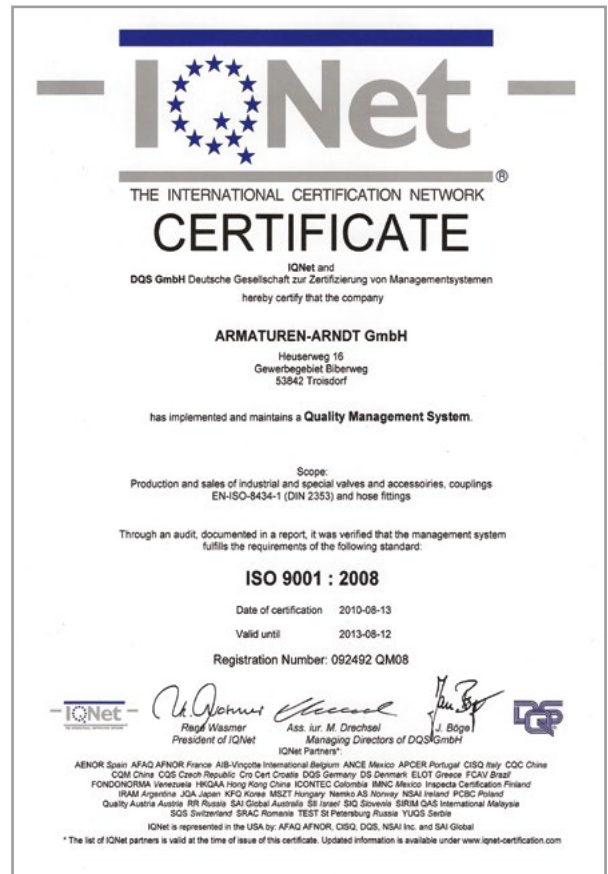 IQNet
®
THE INTERNATIONAL CERTIFICATION NETWORK
CERTIFICATE
IQNet and
DQS GmbH Deutsche Gesellschaft zur Zertifizierung von Managementsystemen
hereby certify that the company
ARMATUREN-ARNDT GmbH
Heuserweg 16
Gewerbegebiet Biberweg
53842 Troisdorf
has implemented and maintains a Quality Management System.
Scope:
Production and sales of industrial and special valves and accessoiries, couplings
EN-ISO-8434-1 (DIN 2353) and hose fittings
Through an audit, documented in a report, it was verified that the management system
fulfills the requirements of the following standard:
ISO 9001 : 2008
Date of certification 2010-08-13
Valid until 2013-08-12
Registration Number: 092492 QM08
IQNet
DQS
René Wasmer Ass. iur. M. Drechsel J. Böge
President of IQNet Managing Directors of DQS GmbH
IQNet Partners*:
AENOR Spain AFAQ AFNOR France AIB-Vinçotte International Belgium ANCE Mexico APCER Portugal CISQ Italy CQC China
CQM China CQS Czech Republic Cro Cert Croatia DQS Germany DS Denmark ELOT Greece FCAV Brazil
FONDONORMA Venezuela HKQAA Hong Kong China ICONTEC Colombia IMNC Mexico Inspecta Certification Finland
IRAM Argentina JQA Japan KFQ Korea MSZT Hungary Nemko AS Norway NSAI Ireland PCBC Poland
Quality Austria Austria RR Russia SAI Global Australia SII Israel SIQ Slovenia SIRIM QAS International Malaysia
SQS Switzerland SRAC Romania TEST St Petersburg Russia YUQS Serbia
IQNet is represented in the USA by: AFAQ AFNOR, CISQ, DQS, NSAI Inc. and SAI Global
* The list of IQNet partners is valid at the time of issue of this certificate. Updated information is available under www.iqnet-certification.com